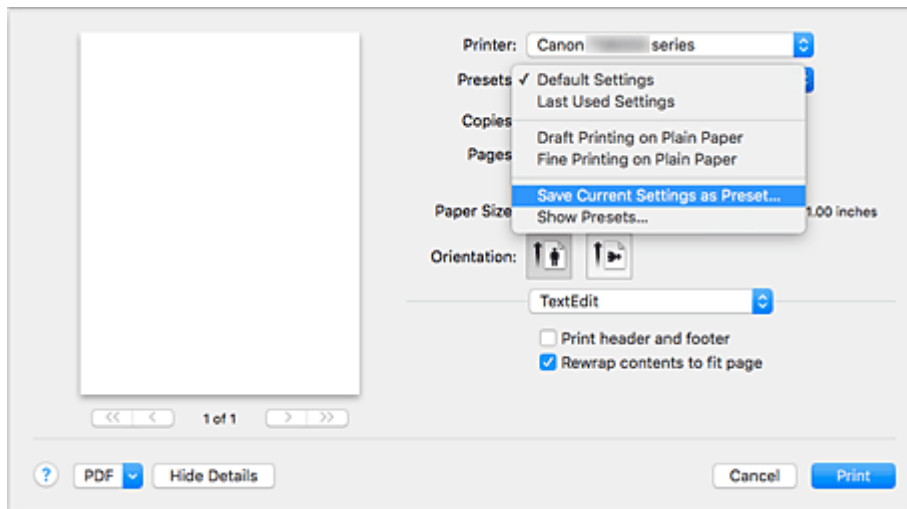 Printer: Canon series
Presets ✓ Default Settings
Last Used Settings
Copies
Draft Printing on Plain Paper
Pages
Fine Printing on Plain Paper
Save Current Settings as Preset...
Paper Size
1.00 inches
Show Presets...
Orientation:
TextEdit
Print header and footer
Rewrap contents to fit page
<< < 1 of 1 > >>
? PDF Hide Details Cancel Print